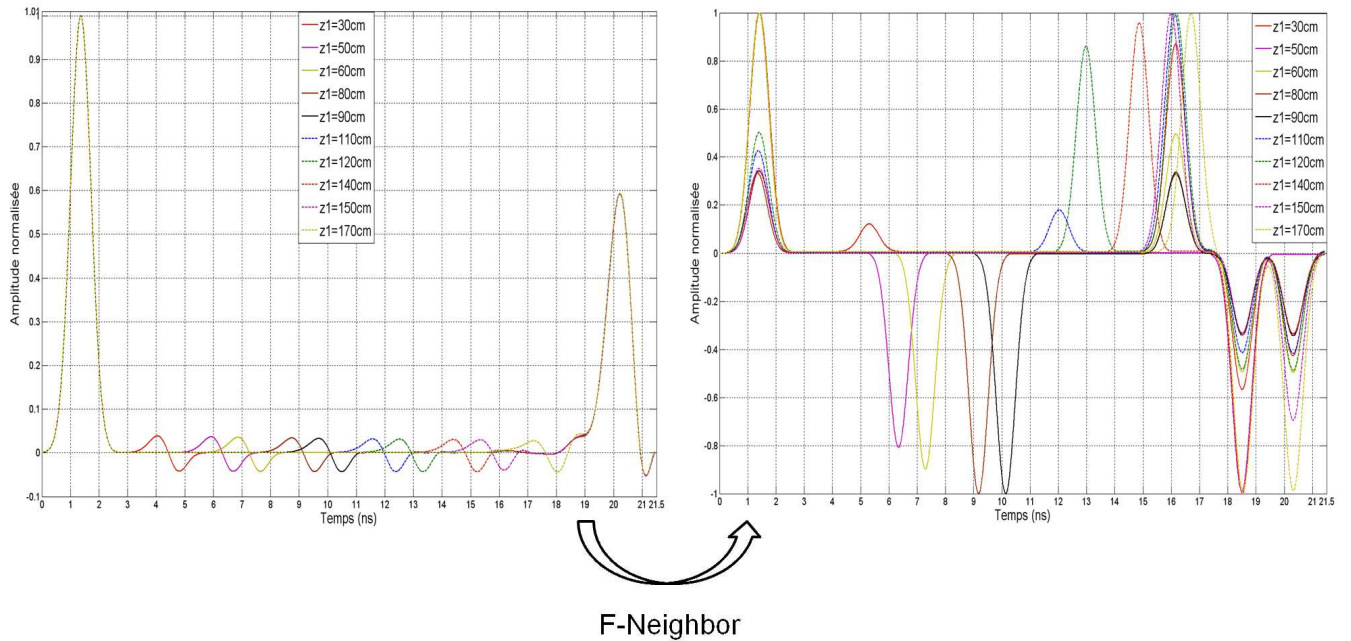 Amplitude normalisée
1.01
0.9
0.8
0.7
0.6
0.5
0.4
0.3
0.2
0.1
0
-0.1
z1=30cm
z1=50cm
z1=60cm
z1=80cm
z1=90cm
z1=110cm
z1=120cm
z1=140cm
z1=150cm
z1=170cm
0 1 2 3 4 5 6 7 8 9 10 11 12 13 14 15 16 17 18 19 20 21 21.5
Temps (ns)
Amplitude normalisée
1
0.8
0.6
0.4
0.2
0
-0.2
-0.4
-0.6
-0.8
-1
z1=30cm
z1=50cm
z1=60cm
z1=80cm
z1=90cm
z1=110cm
z1=120cm
z1=140cm
z1=150cm
z1=170cm
0 1 2 3 4 5 6 7 8 9 10 11 12 13 14 15 16 17 18 19 20 21 21.5
Temps (ns)
F-Neighbor